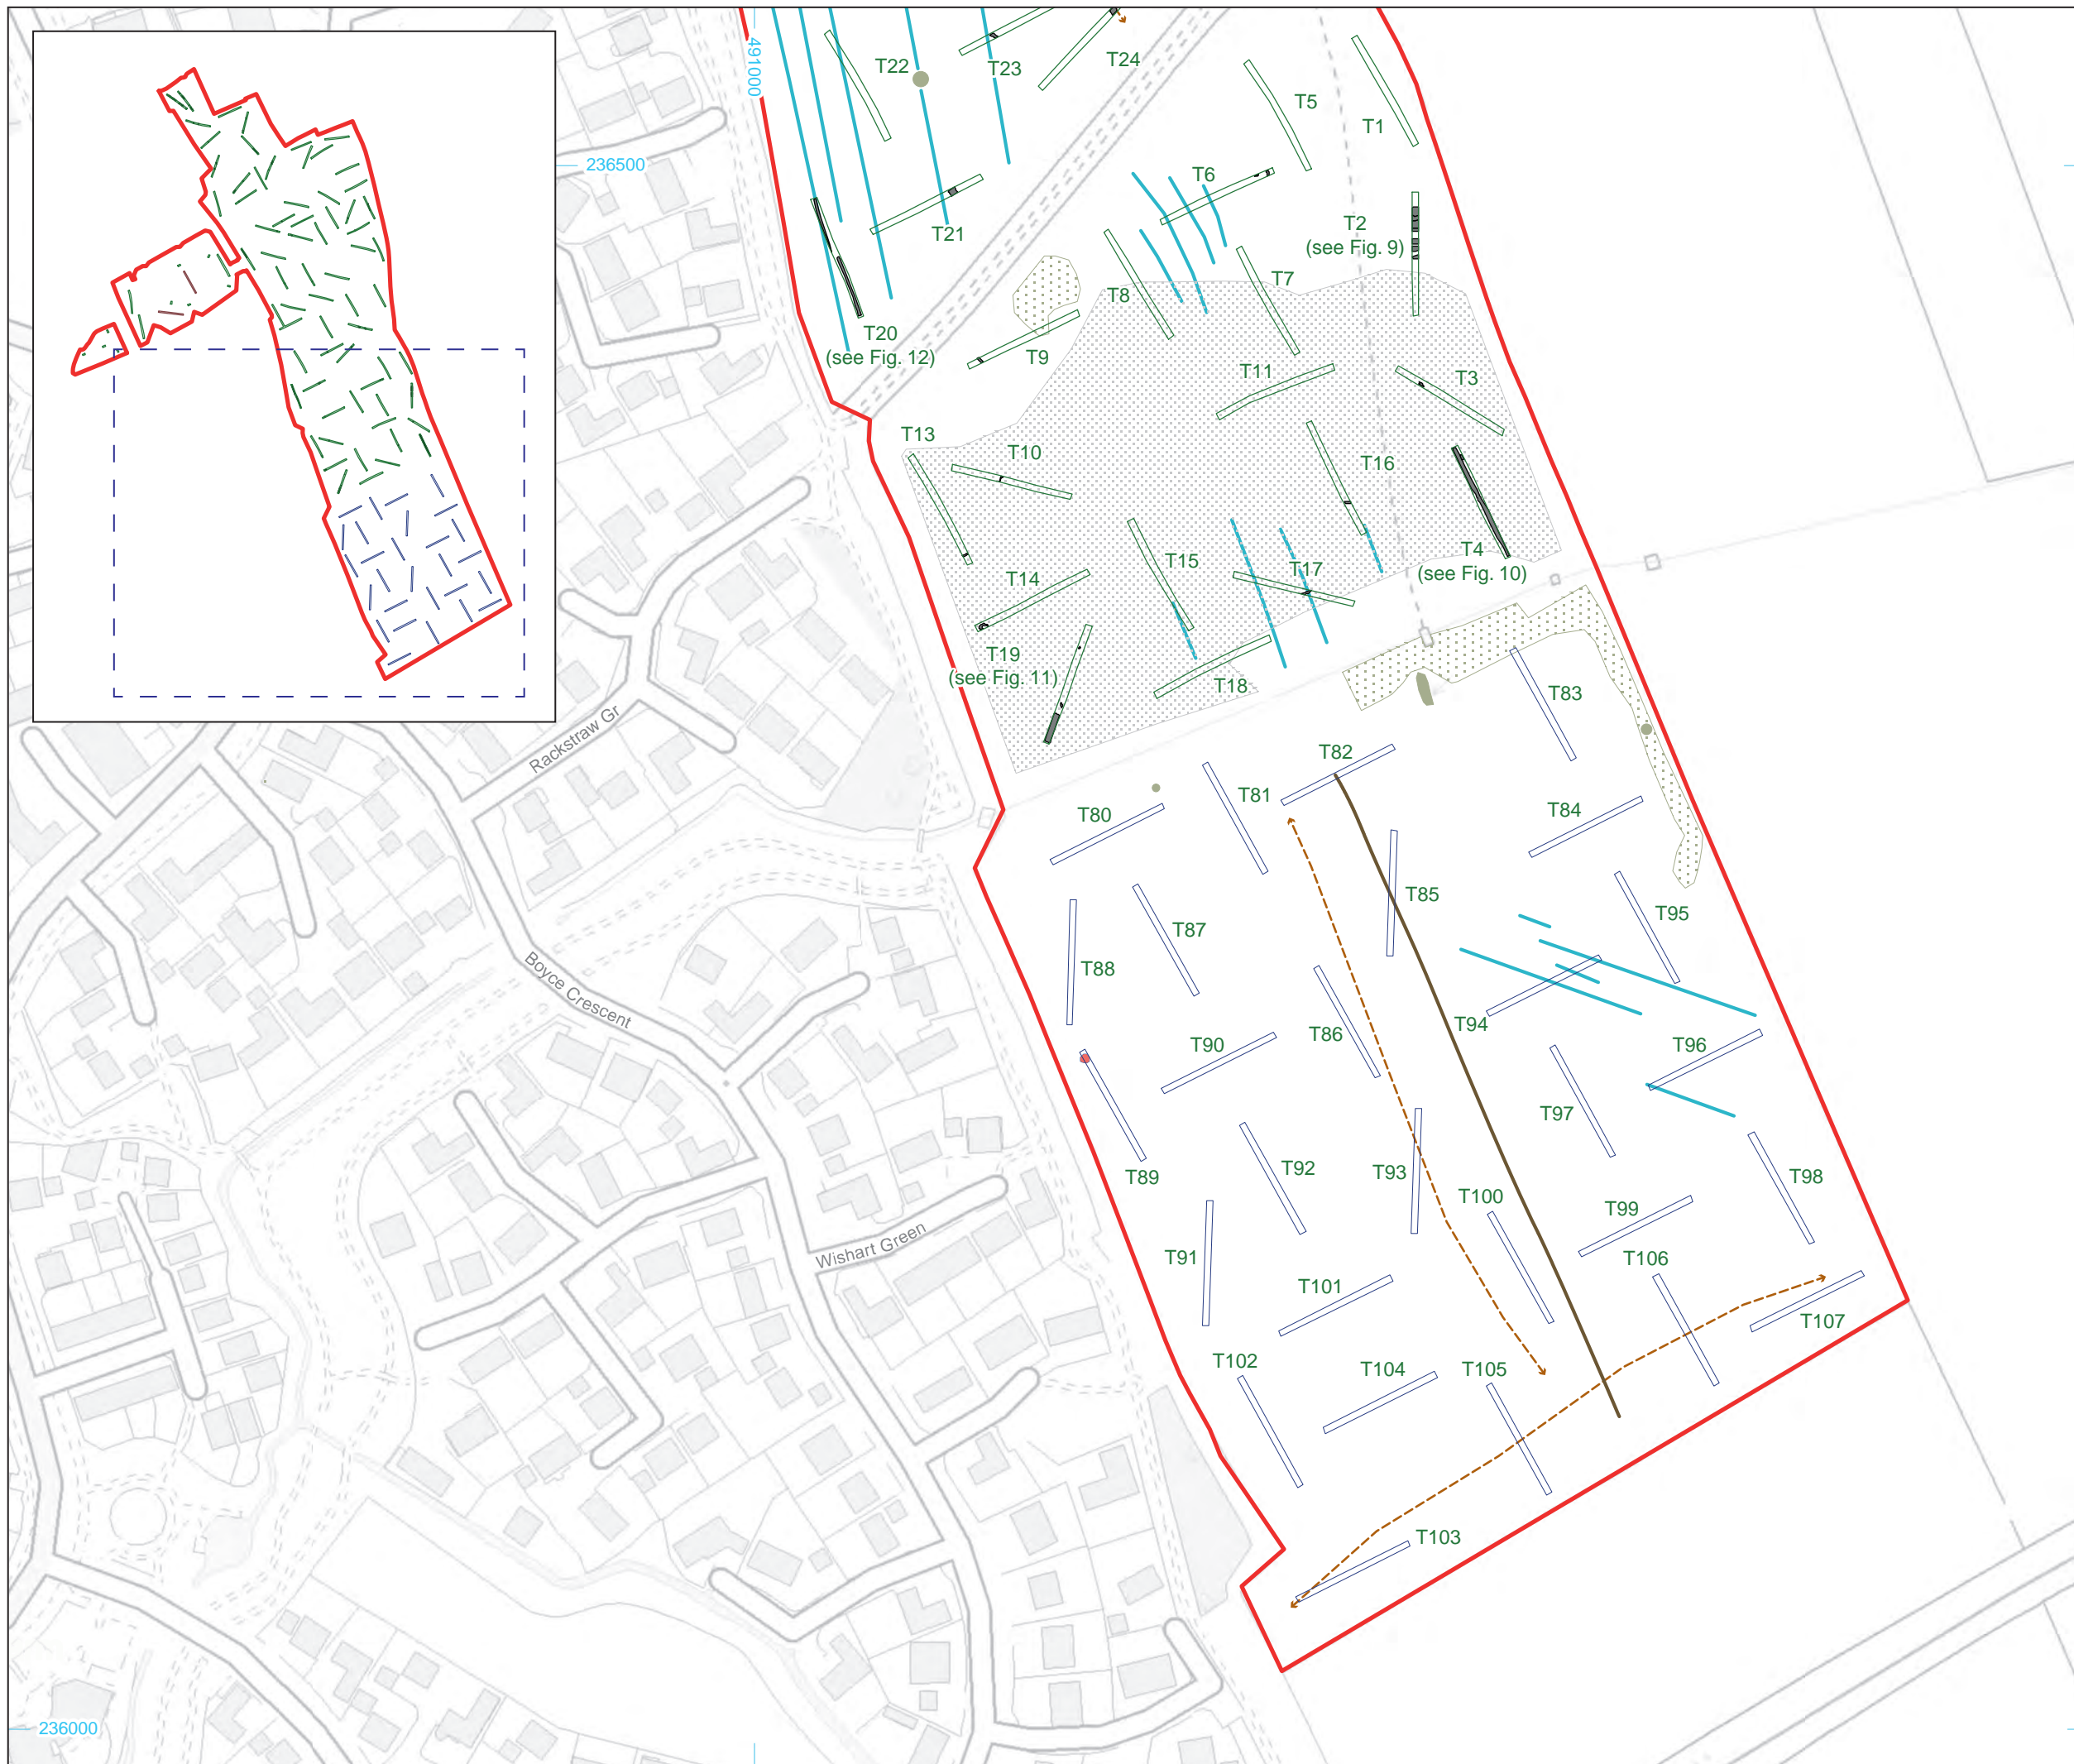 491000
T22
T23
T24
T5
T1
236500
T6
T21
T2
(see Fig. 9)
T7
T8
T20
(see Fig. 12)
T9
T11
T3
T13
T10
T16
T15
T17
T4
(see Fig. 10)
T14
T19
(see Fig. 11)
T18
T83
Rackstraw Gr
T82
T81
T80
T84
T85
T95
T87
T88
Boyce Crescent
T86
T94
T90
T96
T97
T89
T92
T93
T98
T100
T99
Wishart Green
T91
T106
T101
T107
T102
T104
T105
T103
236000